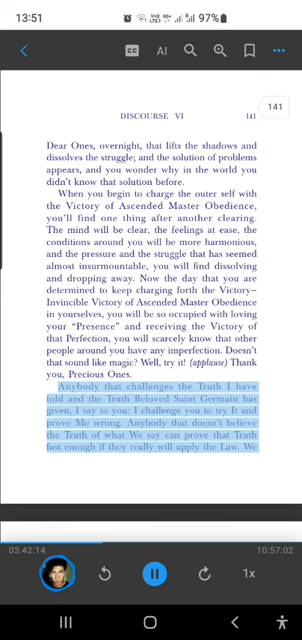 13:51
97%
CC
AI
141
DISCOURSE VI 141
Dear Ones, overnight, that lifts the shadows and
dissolves the struggle; and the solution of problems
appears, and you wonder why in the world you
didn't know that solution before.
When you begin to charge the outer self with
the Victory of Ascended Master Obedience,
you'll find one thing after another clearing.
The mind will be clear, the feelings at ease, the
conditions around you will be more harmonious,
and the pressure and the struggle that has seemed
almost insurmountable, you will find dissolving
and dropping away. Now the day that you are
determined to keep charging forth the Victory–
Invincible Victory of Ascended Master Obedience
in yourselves, you will be so occupied with loving
your "Presence" and receiving the Victory of
that Perfection, you will scarcely know that other
people around you have any imperfection. Doesn't
that sound like magic? Well, try it! (applause) Thank
you, Precious Ones.
Anybody that challenges the Truth I have
told and the Truth Beloved Saint Germain has
given, I say to you: I challenge you to try It and
prove Me wrong. Anybody that doesn't believe
the Truth of what We say can prove that Truth
fast enough if they really will apply the Law. We
03:42:14 10:57:02
1x